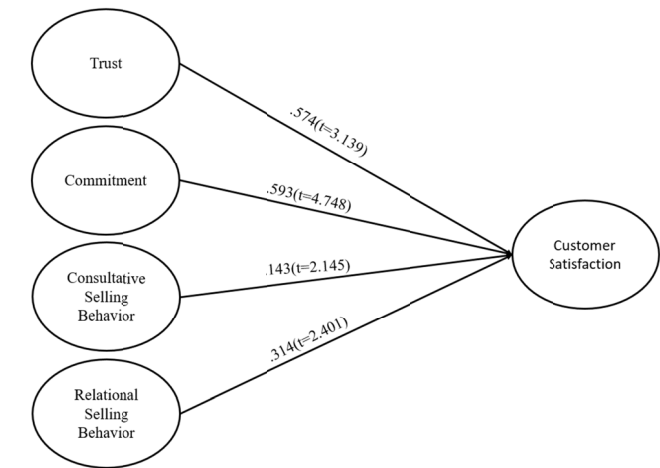 Trust
.574(t=3.139)
Commitment
.593(t=4.748)
Customer
Satisfaction
Consultative
Selling
Behavior
.143(t=2.145)
.314(t=2.401)
Relational
Selling
Behavior